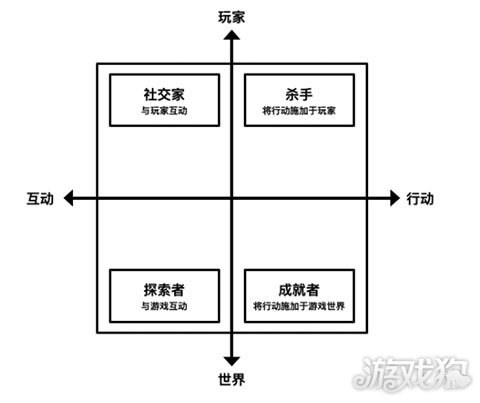 玩家
社交家
与玩家互动
杀手
将行动施加于玩家
互动
行动
探索者
与游戏互动
成就者
将行动施加于游戏世界
世界
游戏狗